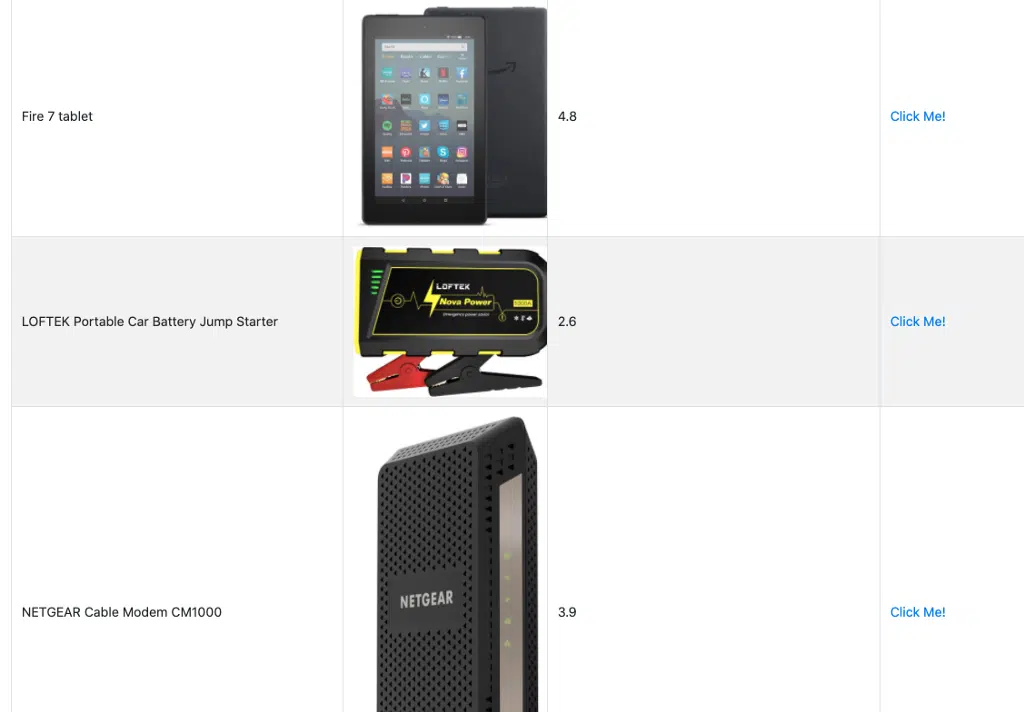 Fire 7 tablet
4.8
Click Me!
LOFTEK Portable Car Battery Jump Starter
LOFTEK
Nova Power
2.6
Click Me!
NETGEAR Cable Modem CM1000
NETGEAR
3.9
Click Me!